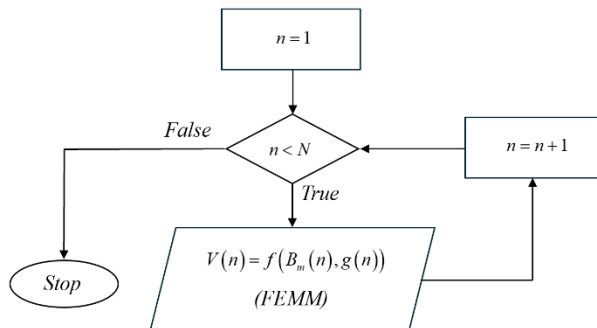 n = 1
False
n < N
n = n + 1
True
V(n) = f(B_m(n), g(n))
(FEMM)
Stop